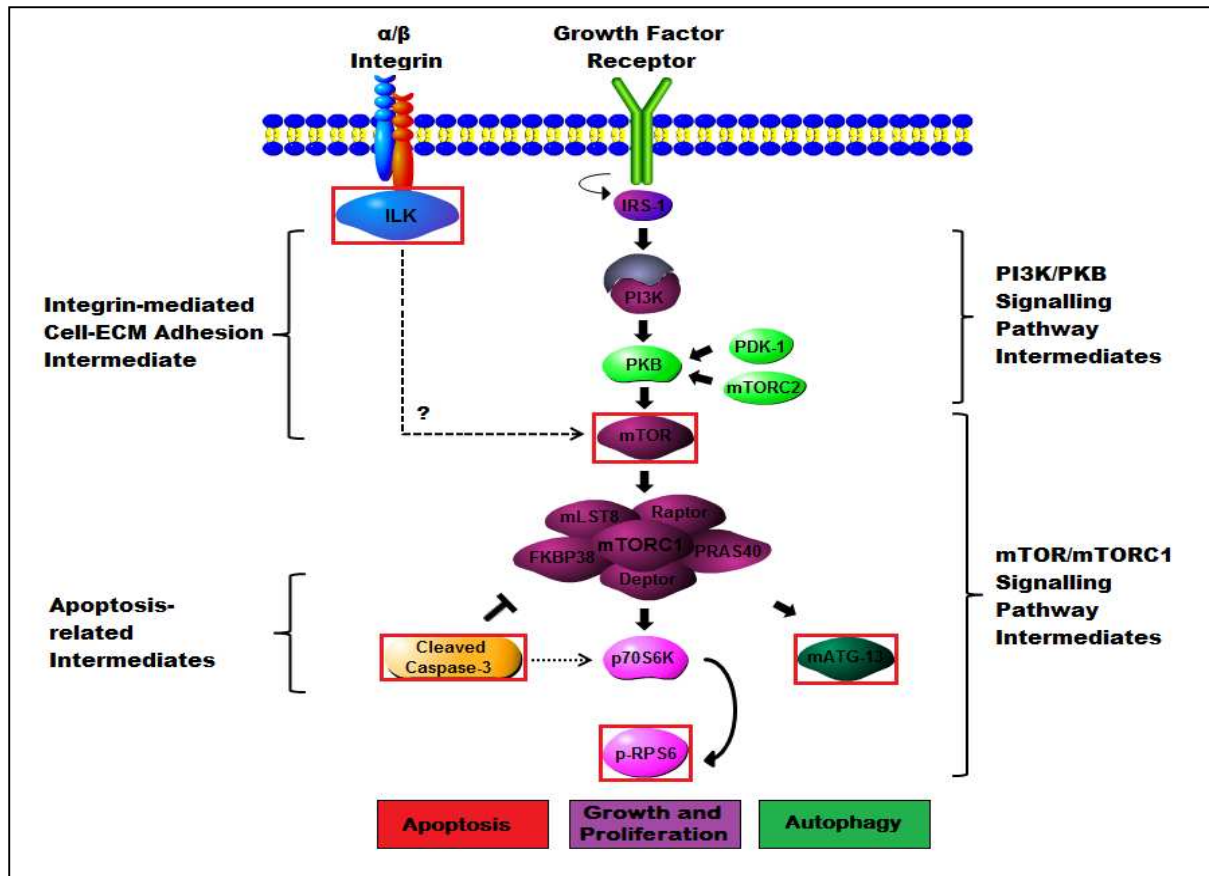 α/β
Integrin
Growth Factor
Receptor
ILK
IRS-1
PI3K
PKB
PDK-1
mTORC2
Integrin-mediated
Cell-ECM Adhesion
Intermediate
PI3K/PKB
Signalling
Pathway
Intermediates
?
mTOR
mLST8
Raptor
FKBP38
mTORC1
PRAS40
Deptor
mTOR/mTORC1
Signalling
Pathway
Intermediates
Apoptosis-
related
Intermediates
Cleaved
Caspase-3
p70S6K
mATG-13
p-RPS6
Apoptosis
Growth and
Proliferation
Autophagy